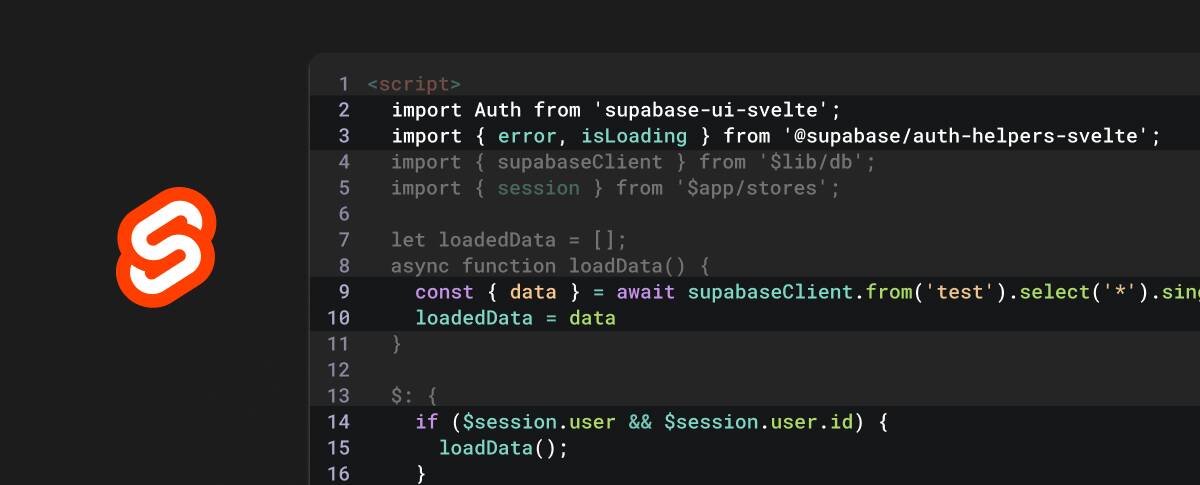 1 <script>
2 import Auth from 'supabase-ui-svelte';
3 import { error, isLoading } from '@supabase/auth-helpers-svelte';
4 import { supabaseClient } from '$lib/db';
5 import { session } from '$app/stores';
6
7 let loadedData = [];
8 async function loadData() {
9 const { data } = await supabaseClient.from('test').select('*').sing
10 loadedData = data
11 }
12
13 $: {
14 if ($session.user && $session.user.id) {
15 loadData();
16 }